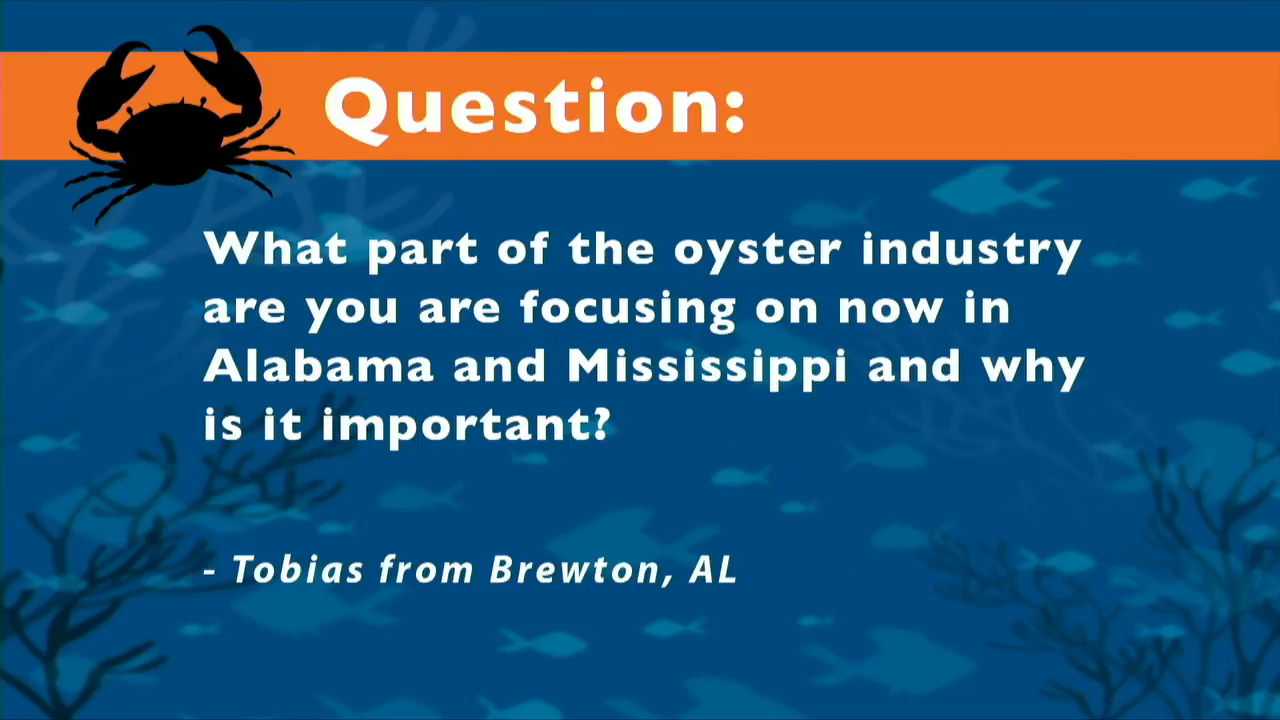 Question:
What part of the oyster industry
are you are focusing on now in
Alabama and Mississippi and why
is it important?
- Tobias from Brewton, AL